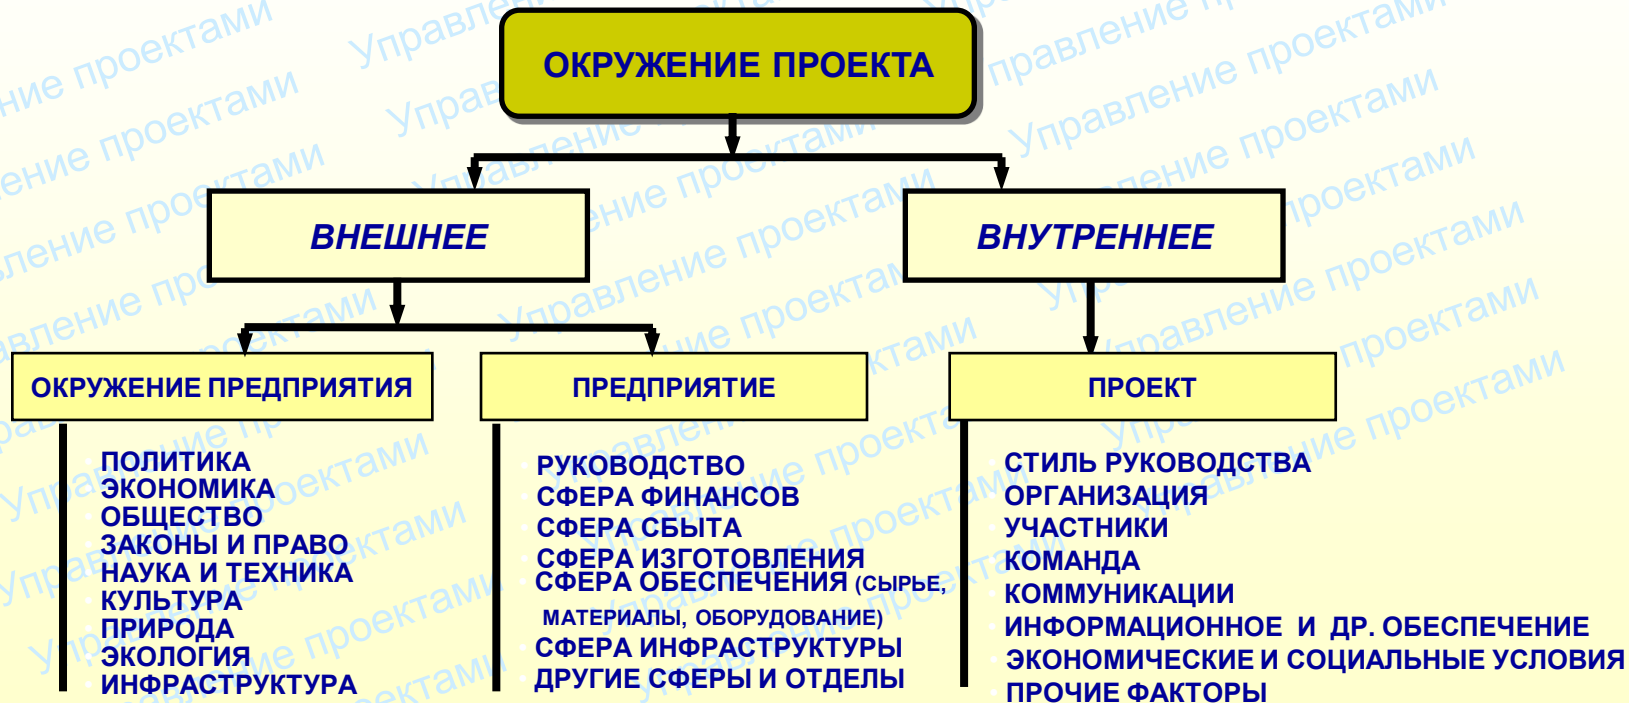 ОКРУЖЕНИЕ ПРОЕКТА
ВНЕШНЕЕ
ВНУТРЕННЕЕ
ОКРУЖЕНИЕ ПРЕДПРИЯТИЯ
ПРЕДПРИЯТИЕ
ПРОЕКТ
ПОЛИТИКА
ЭКОНОМИКА
ОБЩЕСТВО
ЗАКОНЫ И ПРАВО
НАУКА И ТЕХНИКА
КУЛЬТУРА
ПРИРОДА
ЭКОЛОГИЯ
ИНФРАСТРУКТУРА
РУКОВОДСТВО
СФЕРА ФИНАНСОВ
СФЕРА СБЫТА
СФЕРА ИЗГОТОВЛЕНИЯ
СФЕРА ОБЕСПЕЧЕНИЯ (СЫРЬЕ,
МАТЕРИАЛЫ, ОБОРУДОВАНИЕ)
СФЕРА ИНФРАСТРУКТУРЫ
ДРУГИЕ СФЕРЫ И ОТДЕЛЫ
СТИЛЬ РУКОВОДСТВА
ОРГАНИЗАЦИЯ
УЧАСТНИКИ
КОМАНДА
КОММУНИКАЦИИ
ИНФОРМАЦИОННОЕ И ДР. ОБЕСПЕЧЕНИЕ
ЭКОНОМИЧЕСКИЕ И СОЦИАЛЬНЫЕ УСЛОВИЯ
ПРОЧИЕ ФАКТОРЫ
Управление проектами